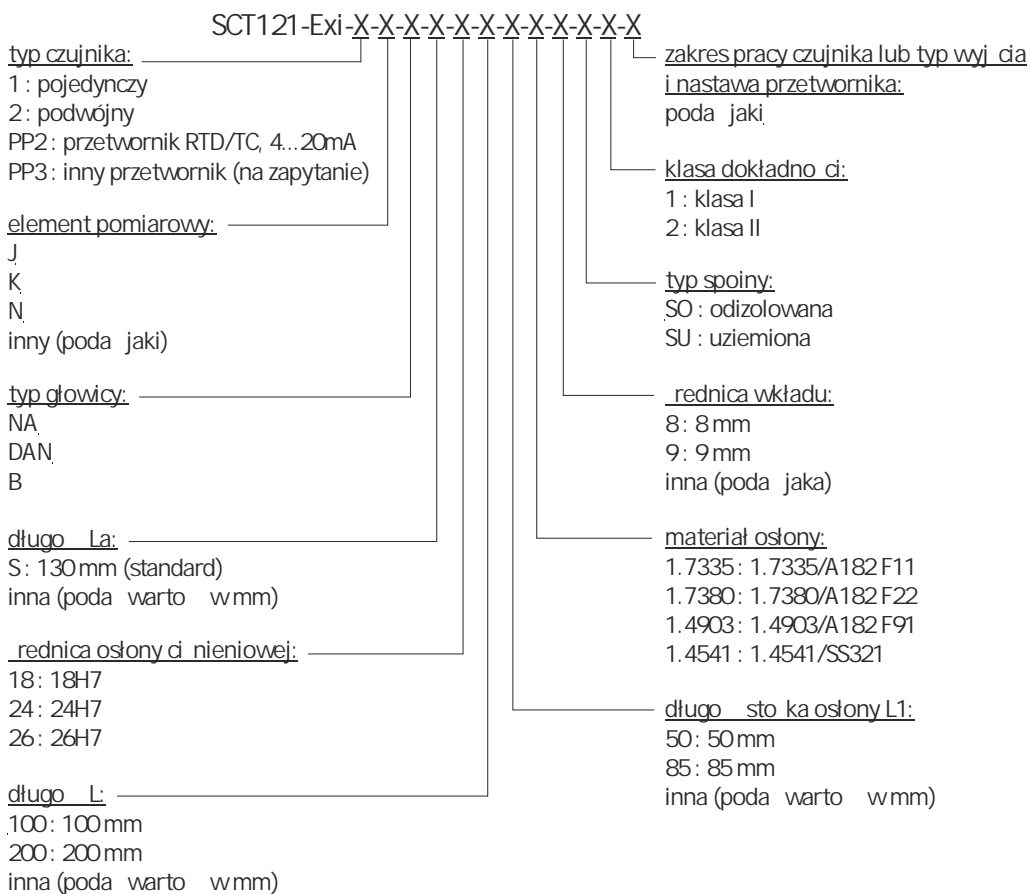 SCT121-Exi-X-X-X-X-X-X-X-X-X-X-X-X
typ czujnika:
1 : pojedynczy
2 : podwójny
PP2 : przetwornik RTD/TC, 4...20mA
PP3 : inny przetwornik (na zapytanie)
element pomiarowy:
J
K
N
inny (poda jaki)
typ głowicy:
NA
DAN
B
długo La:
S : 130 mm (standard)
inna (poda warto w mm)
rednica osłony ci nieniowej:
18 : 18H7
24 : 24H7
26 : 26H7
długo L:
100 : 100 mm
200 : 200 mm
inna (poda warto w mm)
zakres pracy czujnika lub typ wyj cia
i nastawa przetwornika:
poda jaki
klasa dokładno ci:
1 : klasa I
2 : klasa II
typ spoiny:
SO : odizolowana
SU : uziemiona
rednica wkładu:
8 : 8 mm
9 : 9 mm
inna (poda jaka)
materiał osłony:
1.7335 : 1.7335/A182 F11
1.7380 : 1.7380/A182 F22
1.4903 : 1.4903/A182 F91
1.4541 : 1.4541/SS321
długo sto ka osłony L1:
50 : 50 mm
85 : 85 mm
inna (poda warto w mm)